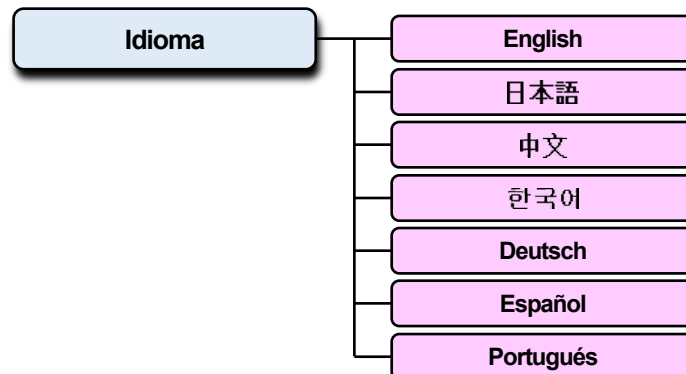 Idioma
English
日本語
中文
한국어
Deutsch
Español
Portugués